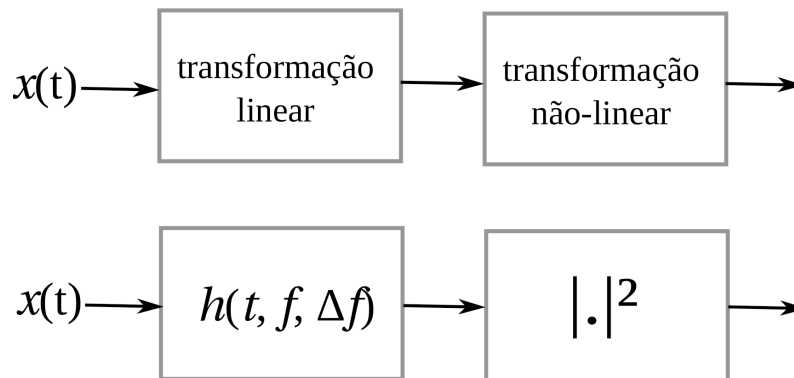 x(t)
transformação
linear
transformação
não-linear
x(t)
h(t, f, Δf)
|.|²